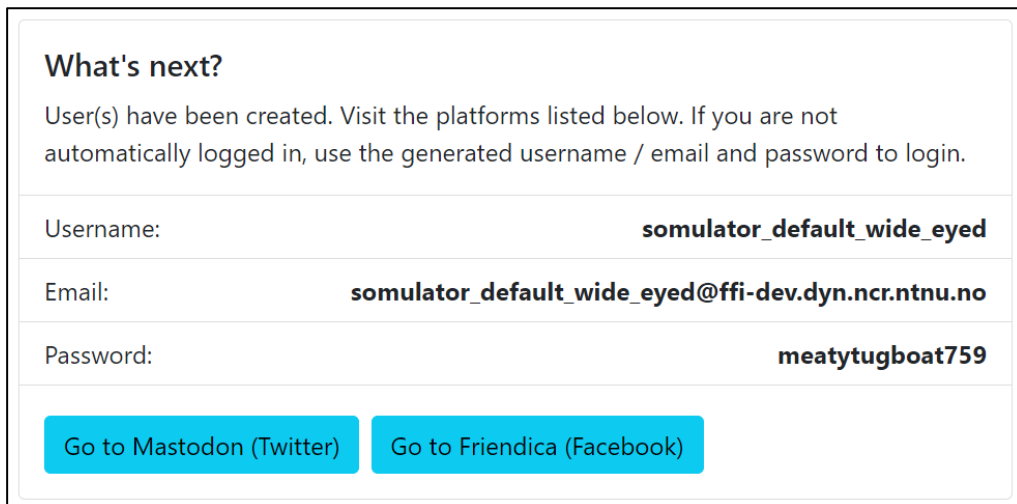 What's next?
User(s) have been created. Visit the platforms listed below. If you are not
automatically logged in, use the generated username / email and password to login.
Username: somulator_default_wide_eyed
Email: somulator_default_wide_eyed@ffi-dev.dyn.ncr.ntnu.no
Password: meatytugboat759
Go to Mastodon (Twitter) Go to Friendica (Facebook)